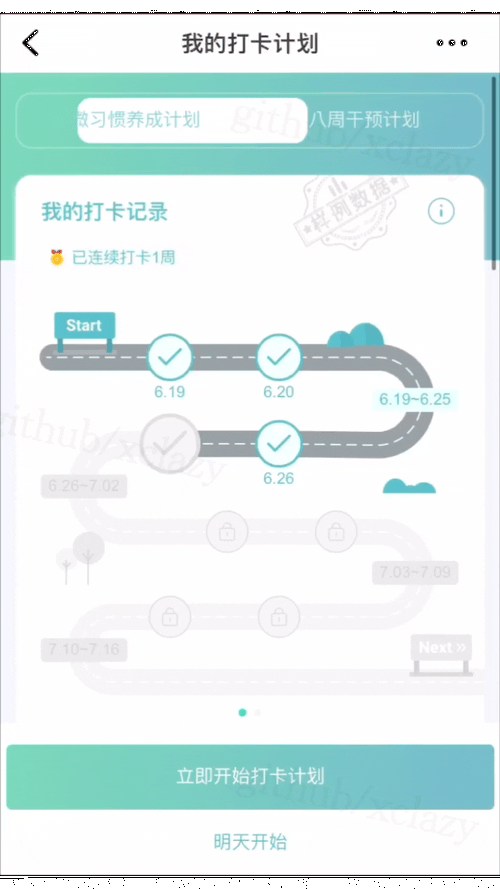 我的打卡计划
微习惯养成计划
八周干预计划
github/xclazy
我的打卡记录
样例数据
已连续打卡1周
Start
6.19
6.20
6.19~6.25
github/xclazy
6.26
6.26~7.02
7.03~7.09
7.10~7.16
Next »
立即开始打卡计划
github/xclazy
明天开始